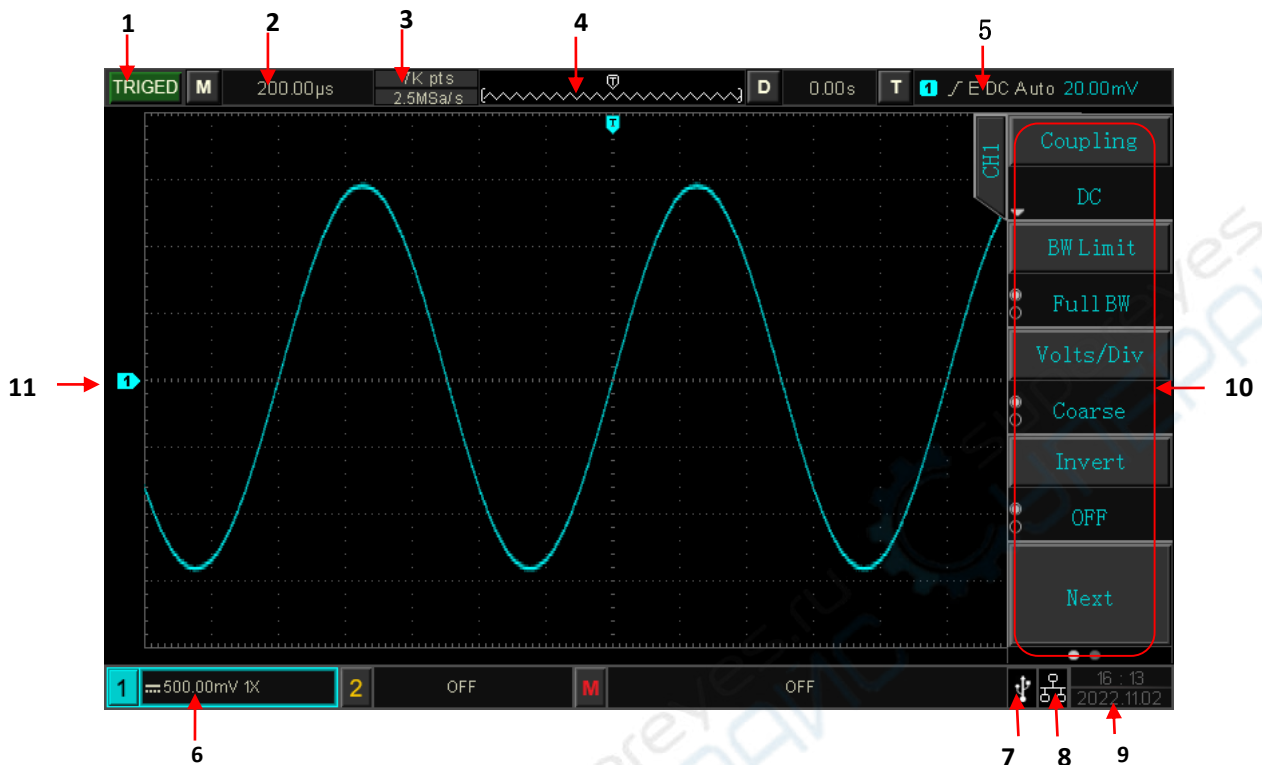 1 2 3 4 5
TRIGED M 200.00μs 7K pts D 0.00s T 1 E DC Auto 20.00mV
2.5MSa/s
T
T
CH1
Coupling
DC
BW Limit
Full BW
Volts/Div
Coarse
Invert
OFF
Next
11
1
10
1 500.00mV 1X 2 OFF M OFF 16 : 13
2022.11.02
6 7 8 9